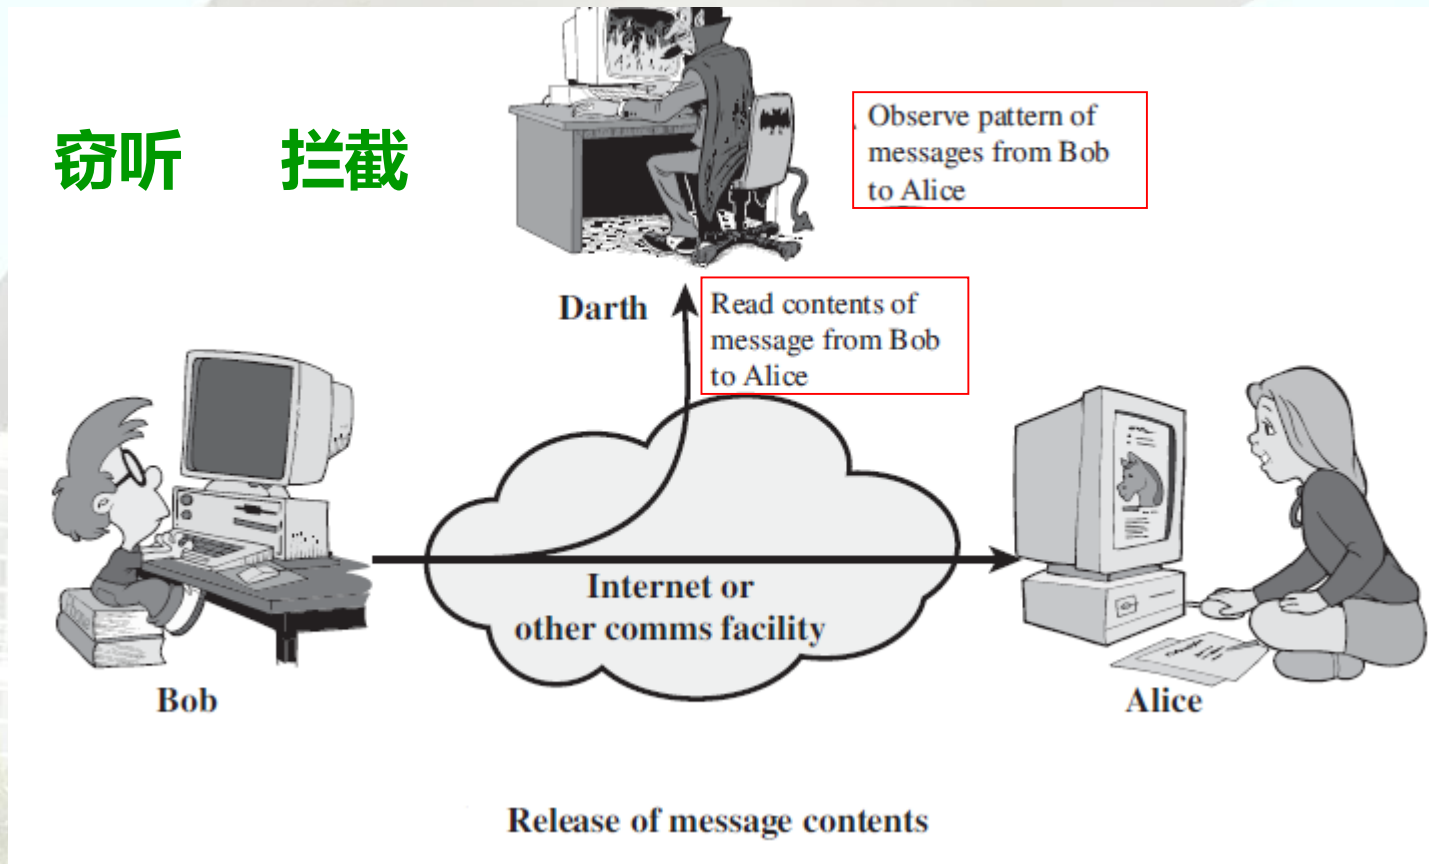 窃听 拦截
Observe pattern of
messages from Bob
to Alice
Darth
Read contents of
message from Bob
to Alice
Internet or
other comms facility
Bob
Alice
Release of message contents